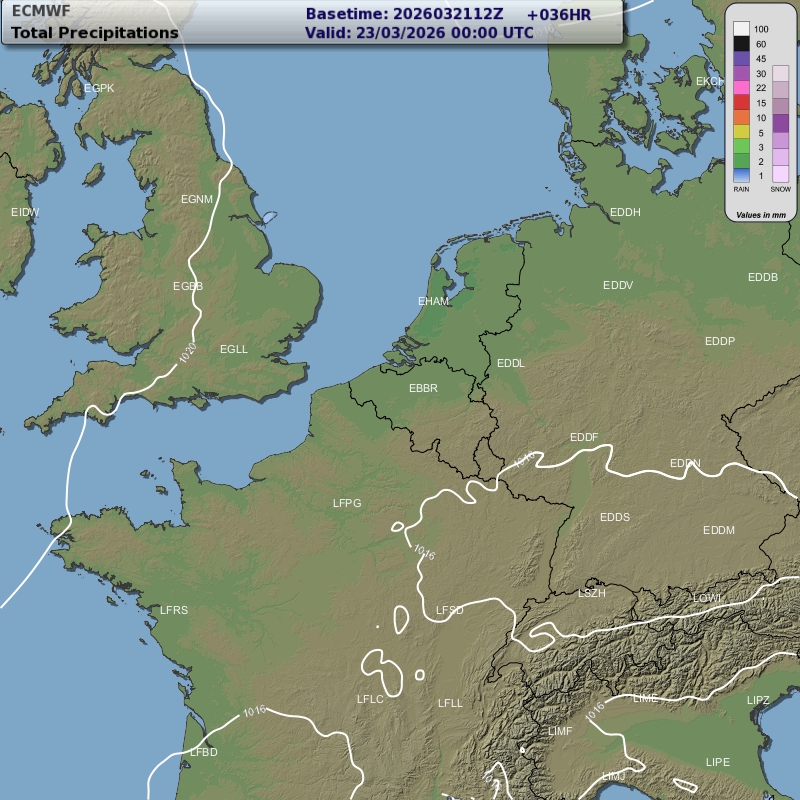 ECMWF
Basetime: 2026032112Z +036HR
Total Precipitations
Valid: 23/03/2026 00:00 UTC
100
60
45
30
22
15
10
5
3
2
1
RAIN SNOW
Values in mm
EGPK
EKCH
EGNM
EIDW
EDDH
EGBB
EDDV
EDDB
EHAM
EDDP
EGLL
1020
EDDL
EBBR
EDDF
1016
EDDN
LFPG
EDDS
EDDM
1016
LSZH
LOWI
LFRS
LFSD
LFLC
LFLL
LIME
LIPZ
1016
1016
LIMF
LFBD
LIPE
LIMJ